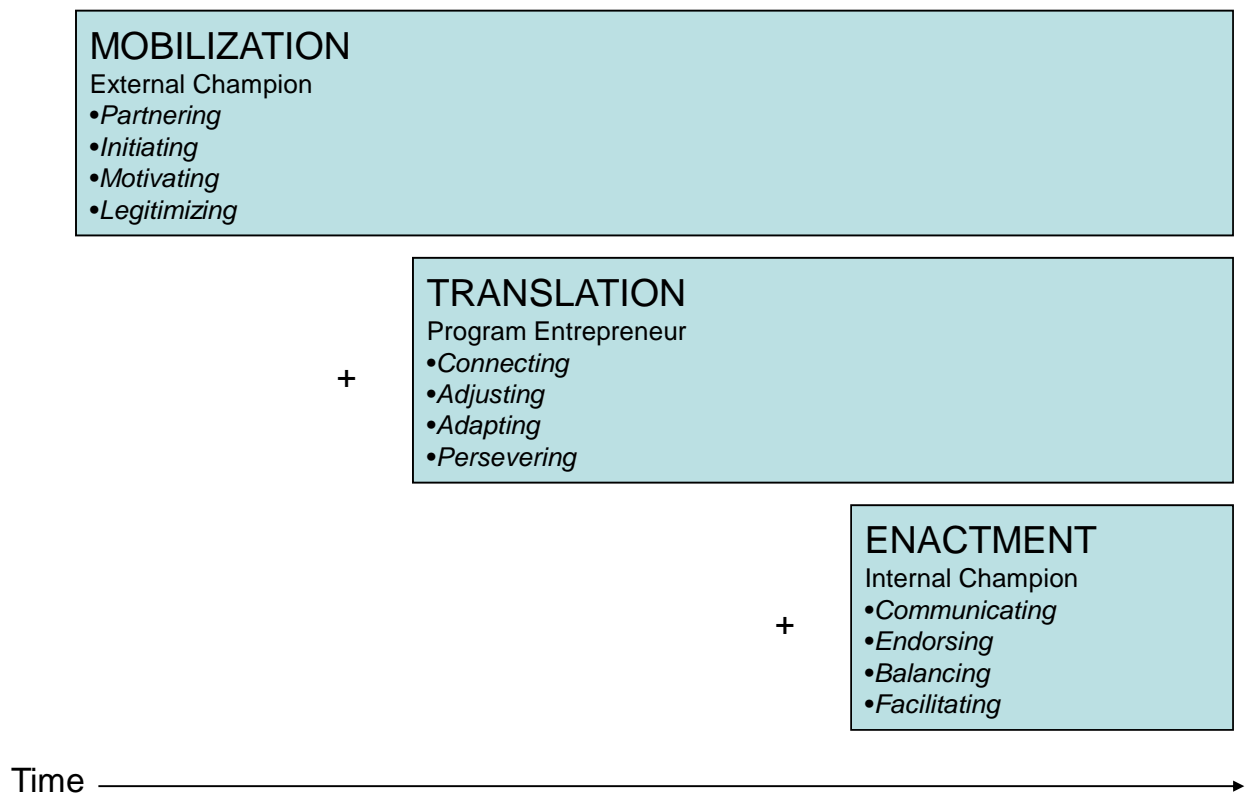 MOBILIZATION
External Champion
•Partnering
•Initiating
•Motivating
•Legitimizing
+
TRANSLATION
Program Entrepreneur
•Connecting
•Adjusting
•Adapting
•Persevering
+
ENACTMENT
Internal Champion
•Communicating
•Endorsing
•Balancing
•Facilitating
Time